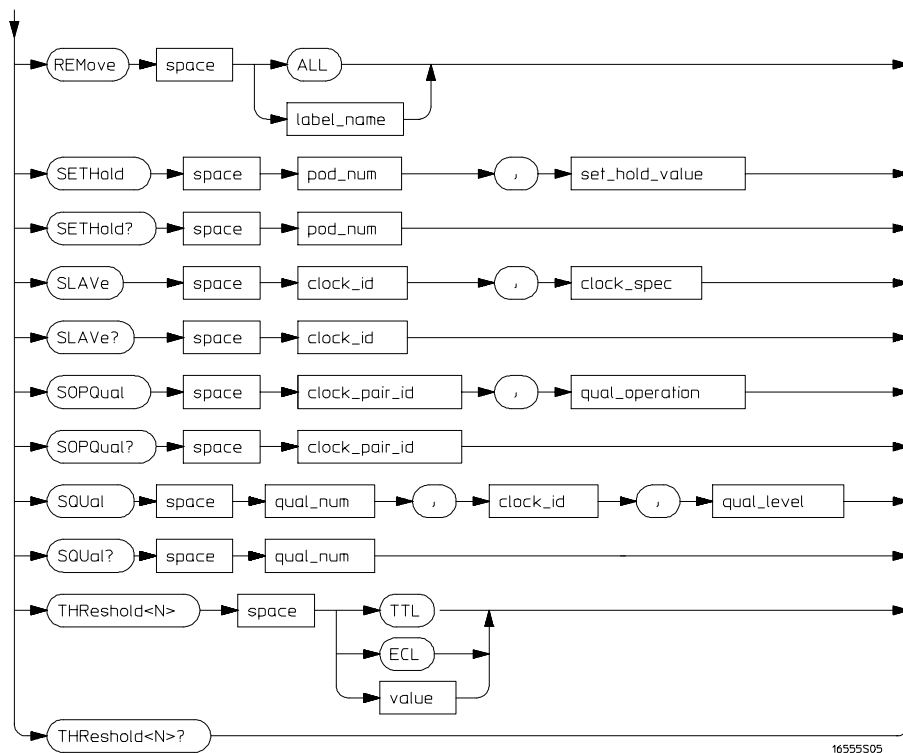 REMove space ALL
label_name
SETHold space pod_num , set_hold_value
SETHold? space pod_num
SLAVe space clock_id , clock_spec
SLAVe? space clock_id
SOPQual space clock_pair_id , qual_operation
SOPQual? space clock_pair_id
SQUal space qual_num , clock_id , qual_level
SQUal? space qual_num
THReshold<N> space TTL
ECL
value
THReshold<N>?
16555S05